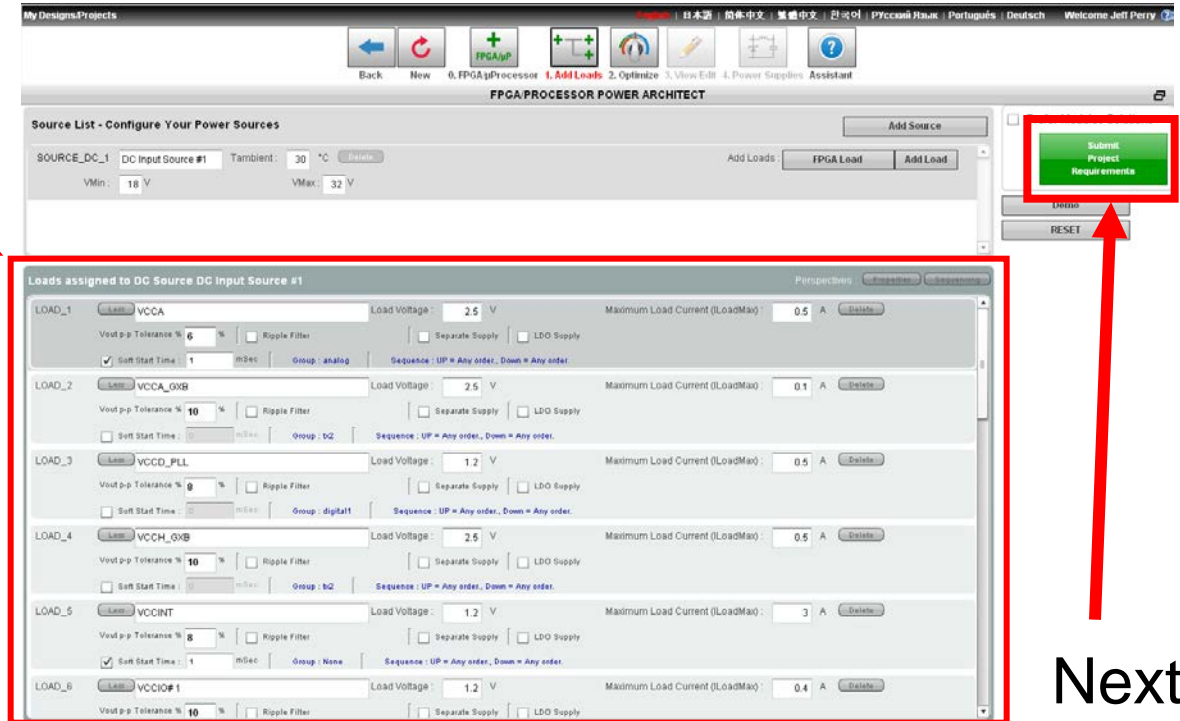 My Designs/Projects
English | 日本語 | 简体中文 | 繁體中文 | 한국어 | РУсский Язык | Português | Deutsch Welcome Jeff Perry
FPGA/µP
Back New 0. FPGA/µProcessor 1. Add Loads 2. Optimize 3. View/Edit 4. Power Supplies Assistant
FPGA/PROCESSOR POWER ARCHITECT
Source List - Configure Your Power Sources Add Source
SOURCE_DC_1 DC Input Source #1 Tambient : 30 °C Delete Add Loads : FPGA Load Add Load
VMin : 18 V VMax : 32 V
Submit
Project
Requirements
Demo
RESET
Loads assigned to DC Source DC Input Source #1 Perspectives : Properties Sequencing
LOAD_1 Less VCCA Load Voltage : 2.5 V Maximum Load Current (ILoadMax) : 0.5 A Delete
Vout p-p Tolerance % 6 % Ripple Filter Separate Supply LDO Supply
Soft Start Time : 1 mSec Group : analog Sequence : UP = Any order., Down = Any order.
LOAD_2 Less VCCA_GXB Load Voltage : 2.5 V Maximum Load Current (ILoadMax) : 0.1 A Delete
Vout p-p Tolerance % 10 % Ripple Filter Separate Supply LDO Supply
Soft Start Time : 0 mSec Group : b2 Sequence : UP = Any order., Down = Any order.
LOAD_3 Less VCCD_PLL Load Voltage : 1.2 V Maximum Load Current (ILoadMax) : 0.5 A Delete
Vout p-p Tolerance % 8 % Ripple Filter Separate Supply LDO Supply
Soft Start Time : 0 mSec Group : digital1 Sequence : UP = Any order., Down = Any order.
LOAD_4 Less VCCH_GXB Load Voltage : 2.5 V Maximum Load Current (ILoadMax) : 0.5 A Delete
Vout p-p Tolerance % 10 % Ripple Filter Separate Supply LDO Supply
Soft Start Time : 0 mSec Group : b2 Sequence : UP = Any order., Down = Any order.
LOAD_5 Less VCCINT Load Voltage : 1.2 V Maximum Load Current (ILoadMax) : 3 A Delete
Vout p-p Tolerance % 8 % Ripple Filter Separate Supply LDO Supply
Soft Start Time : 1 mSec Group : None Sequence : UP = Any order., Down = Any order.
LOAD_6 Less VCCIO#1 Load Voltage : 1.2 V Maximum Load Current (ILoadMax) : 0.4 A Delete
Vout p-p Tolerance % 10 % Ripple Filter Separate Supply LDO Supply
Next